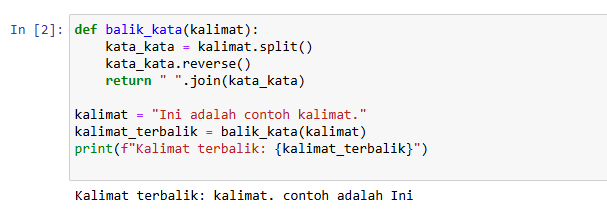 In [2]: def balik_kata(kalimat):
    kata_kata = kalimat.split()
    kata_kata.reverse()
    return " ".join(kata_kata)
kalimat = "Ini adalah contoh kalimat."
kalimat_terbalik = balik_kata(kalimat)
print(f"Kalimat terbalik: {kalimat_terbalik}")
Kalimat terbalik: kalimat. contoh adalah Ini